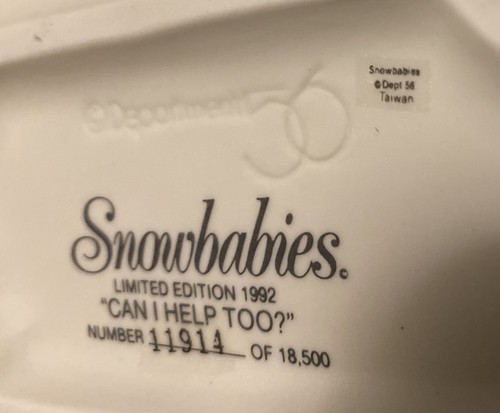 Snowbabies
© Dept 56
Taiwan
©Department 56
Snowbabies.
LIMITED EDITION 1992
"CAN I HELP TOO?"
NUMBER 11914 OF 18,500